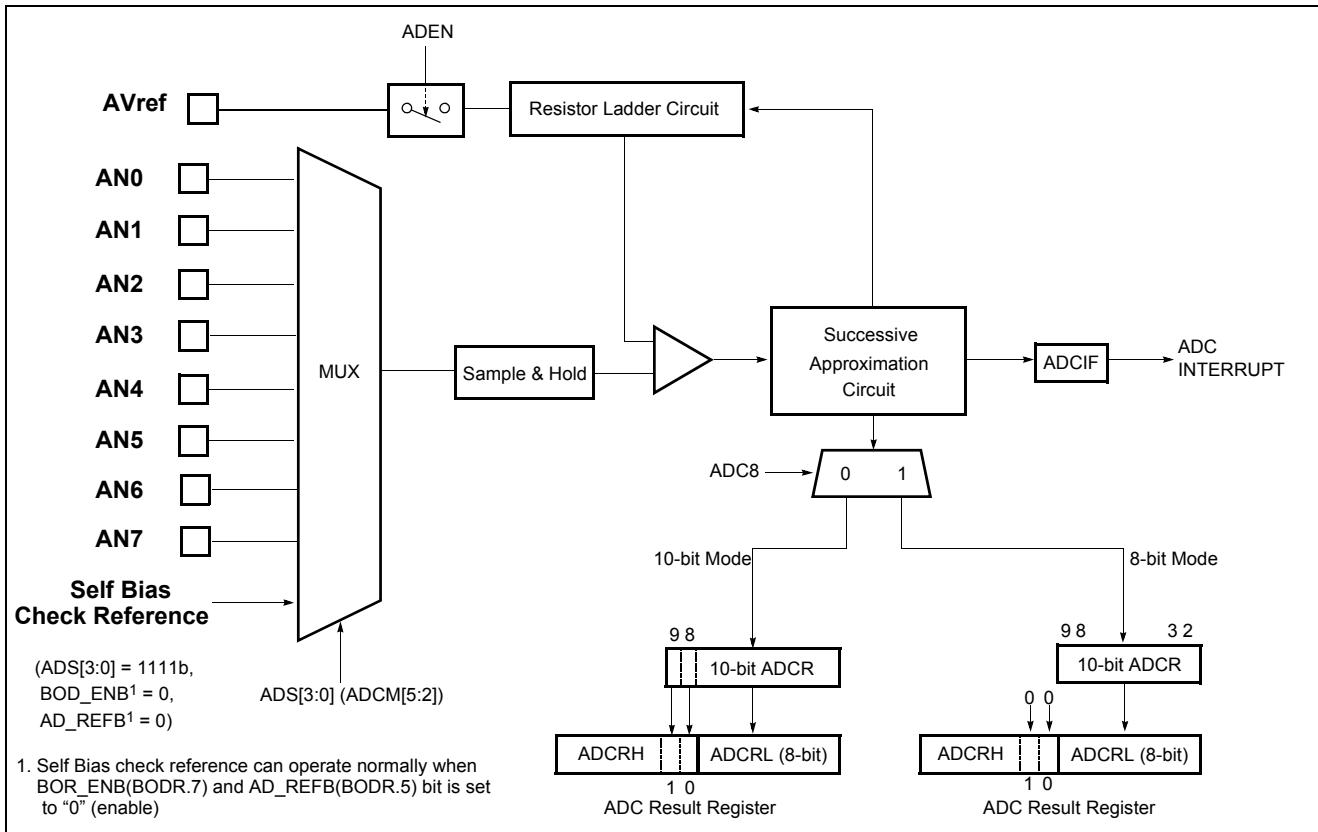 ADEN
AVref
Resistor Ladder Circuit
AN0
AN1
AN2
AN3
AN4
AN5
AN6
AN7
MUX
Sample & Hold
Successive
Approximation
Circuit
ADCIF
ADC
INTERRUPT
ADC8
0 1
10-bit Mode
8-bit Mode
Self Bias
Check Reference
(ADS[3:0] = 1111b,
BOD_ENB¹ = 0,
AD_REFB¹ = 0)
ADS[3:0] (ADCM[5:2])
9 8
10-bit ADCR
ADCRH
ADCRL (8-bit)
1 0
ADC Result Register
9 8 3 2
10-bit ADCR
0 0
ADCRH
ADCRL (8-bit)
1 0
ADC Result Register
1. Self Bias check reference can operate normally when
BOR_ENB(BODR.7) and AD_REFB(BODR.5) bit is set
to “0” (enable)